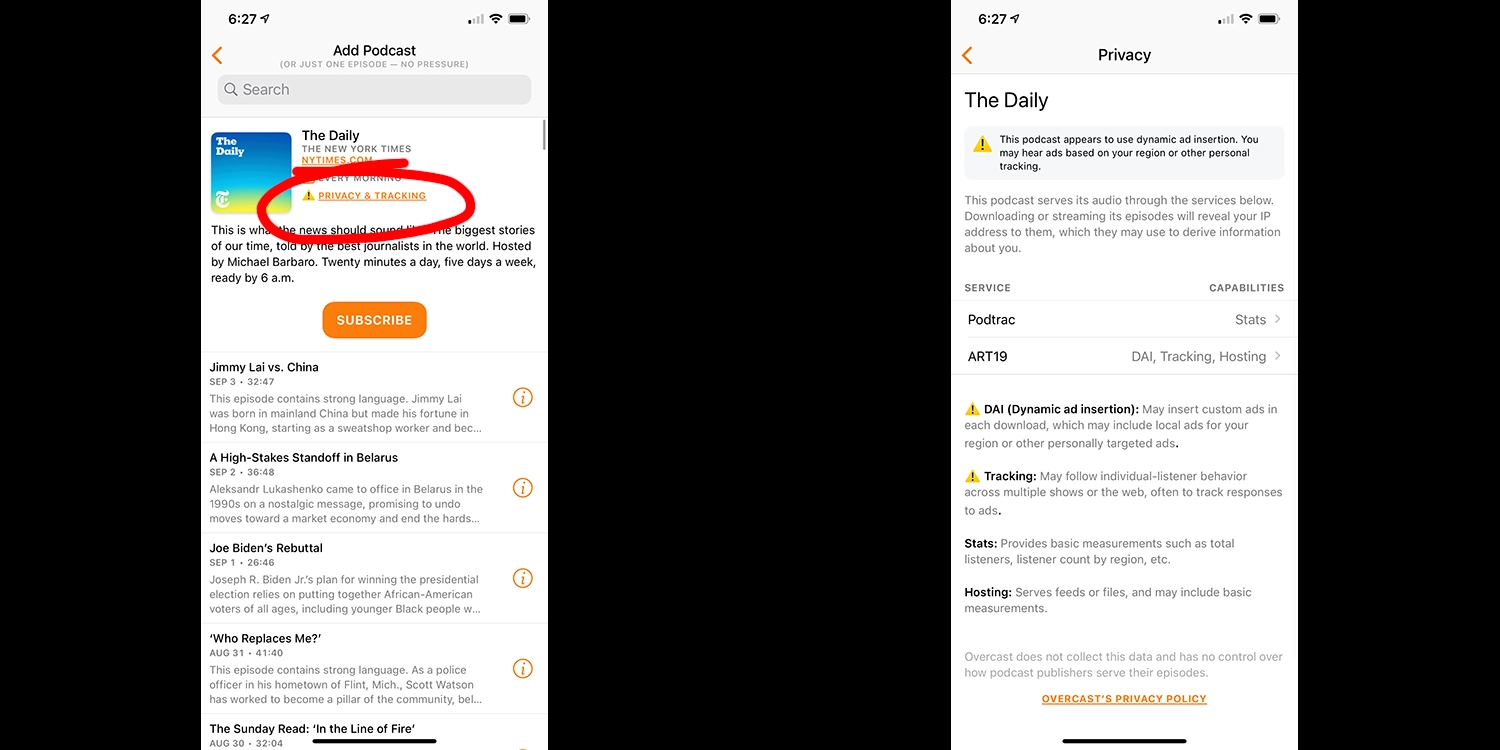 6:27
Add Podcast
(OR JUST ONE EPISODE — NO PRESSURE)
Search
The
Daily
The Daily
THE NEW YORK TIMES
NYTIMES.COM
EVERY MORNING
⚠️ PRIVACY & TRACKING
This is what the news should sound like. The biggest stories
of our time, told by the best journalists in the world. Hosted
by Michael Barbaro. Twenty minutes a day, five days a week,
ready by 6 a.m.
SUBSCRIBE
Jimmy Lai vs. China
SEP 3 • 32:47
This episode contains strong language. Jimmy Lai
was born in mainland China but made his fortune in
Hong Kong, starting as a sweatshop worker and bec...
A High-Stakes Standoff in Belarus
SEP 2 • 36:48
Aleksandr Lukashenko came to office in Belarus in the
1990s on a nostalgic message, promising to undo
moves toward a market economy and end the hards...
Joe Biden’s Rebuttal
SEP 1 • 26:46
Joseph R. Biden Jr.’s plan for winning the presidential
election relies on putting together African-American
voters of all ages, including younger Black people w...
‘Who Replaces Me?’
AUG 31 • 41:40
This episode contains strong language. As a police
officer in his hometown of Flint, Mich., Scott Watson
has worked to become a pillar of the community, bel...
The Sunday Read: ‘In the Line of Fire’
AUG 30 • 32:04
6:27
Privacy
The Daily
This podcast appears to use dynamic ad insertion. You
may hear ads based on your region or other personal
tracking.
This podcast serves its audio through the services below.
Downloading or streaming its episodes will reveal your IP
address to them, which they may use to derive information
about you.
SERVICE CAPABILITIES
Podtrac Stats
ART19 DAI, Tracking, Hosting
⚠️ DAI (Dynamic ad insertion): May insert custom ads in
each download, which may include local ads for your
region or other personally targeted ads.
⚠️ Tracking: May follow individual-listener behavior
across multiple shows or the web, often to track responses
to ads.
Stats: Provides basic measurements such as total
listeners, listener count by region, etc.
Hosting: Serves feeds or files, and may include basic
measurements.
Overcast does not collect this data and has no control over
how podcast publishers serve their episodes.
OVERCAST’S PRIVACY POLICY